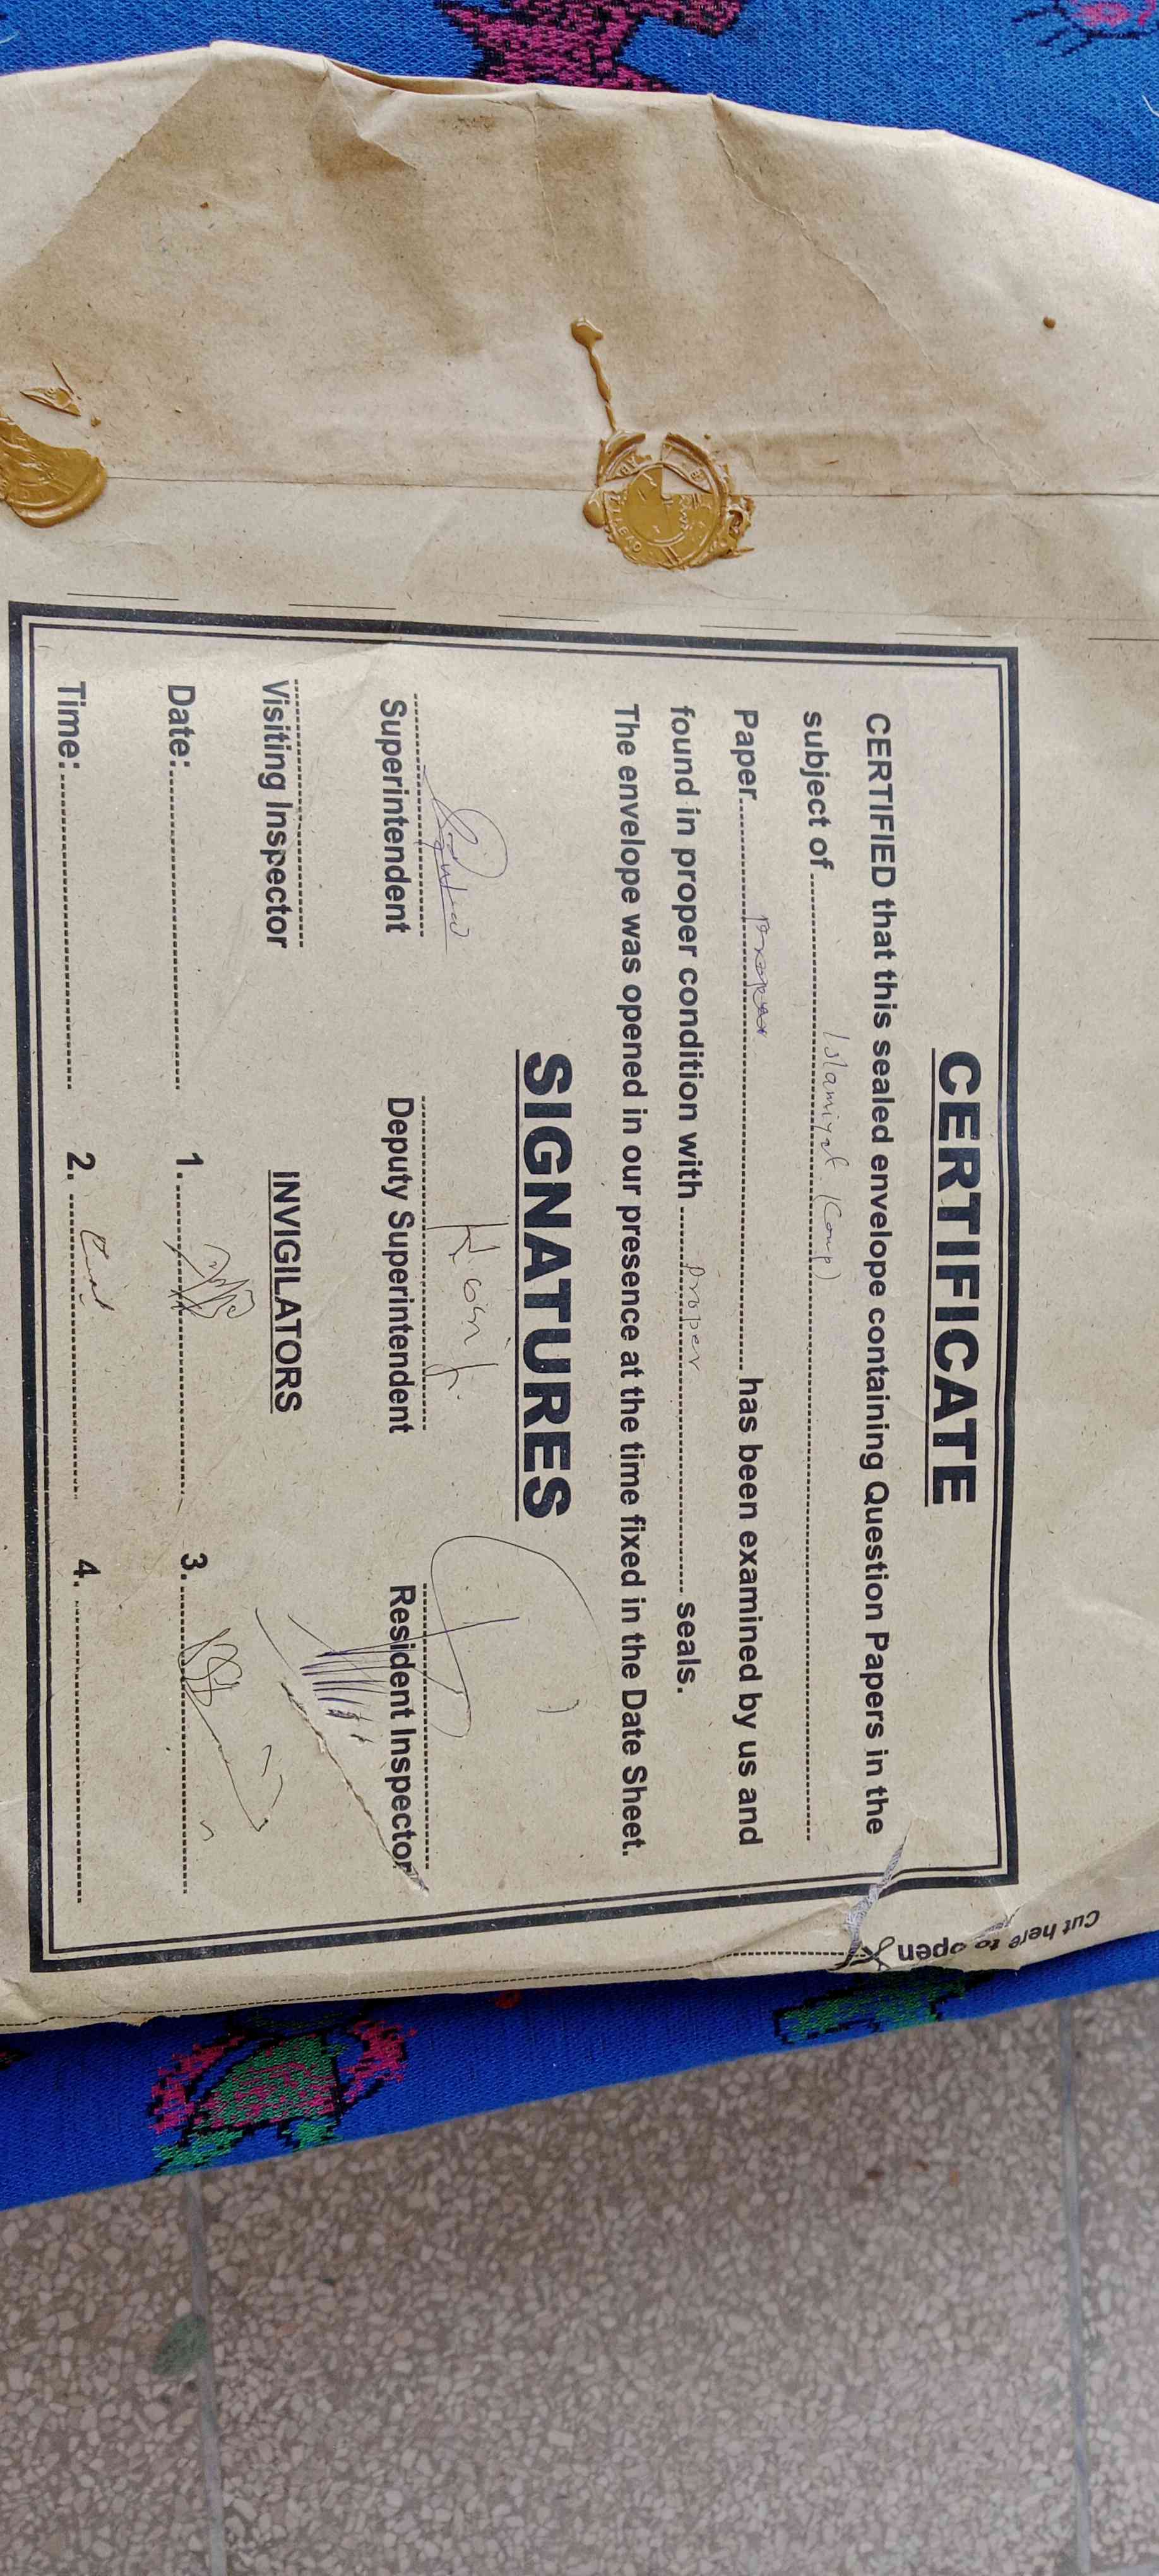 CERTIFICATE
CERTIFIED that this sealed envelope containing Question Papers in the
subject of Islamiyat (Comp)
Paper proper has been examined by us and
found in proper condition with proper seals.
The envelope was opened in our presence at the time fixed in the Date Sheet.
SIGNATURES
Superintendent Deputy Superintendent Resident Inspector
Visiting Inspector INVIGILATORS
Date: 1. 3.
Time: 2. 4.
Cut here to open